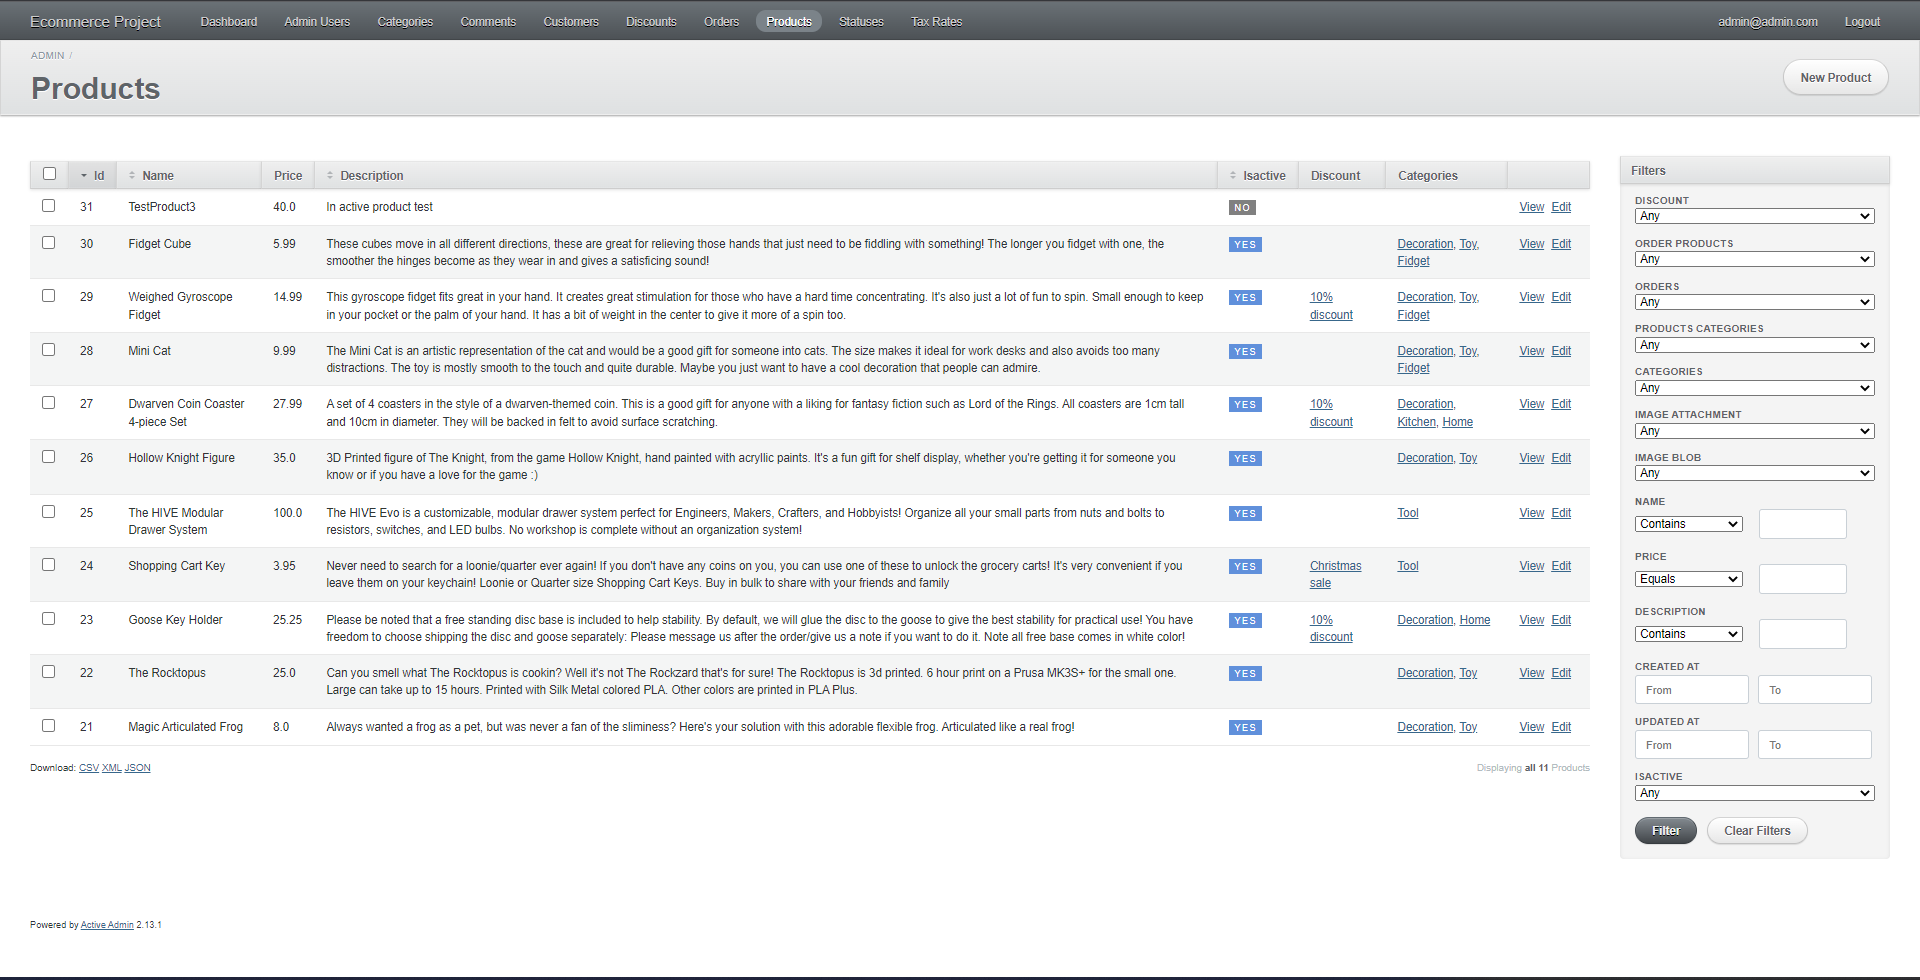 Ecommerce Project Dashboard Admin Users Categories Comments Customers Discounts Orders Products Statuses Tax Rates admin@admin.com Logout
ADMIN /
Products
New Product
Id Name Price Description Isactive Discount Categories
31 TestProduct3 40.0 In active product test NO View Edit
30 Fidget Cube 5.99 These cubes move in all different directions, these are great for relieving those hands that just need to be fiddling with something! The longer you fidget with one, the YES Decoration, Toy, View Edit
smoother the hinges become as they wear in and gives a satisficing sound! Fidget
29 Weighed Gyroscope 14.99 This gyroscope fidget fits great in your hand. It creates great stimulation for those who have a hard time concentrating. It's also just a lot of fun to spin. Small enough to keep YES 10% Decoration, Toy, View Edit
Fidget in your pocket or the palm of your hand. It has a bit of weight in the center to give it more of a spin too. discount Fidget
28 Mini Cat 9.99 The Mini Cat is an artistic representation of the cat and would be a good gift for someone into cats. The size makes it ideal for work desks and also avoids too many YES Decoration, Toy, View Edit
distractions. The toy is mostly smooth to the touch and quite durable. Maybe you just want to have a cool decoration that people can admire. Fidget
27 Dwarven Coin Coaster 27.99 A set of 4 coasters in the style of a dwarven-themed coin. This is a good gift for anyone with a liking for fantasy fiction such as Lord of the Rings. All coasters are 1cm tall YES 10% Decoration, View Edit
4-piece Set and 10cm in diameter. They will be backed in felt to avoid surface scratching. discount Kitchen, Home
26 Hollow Knight Figure 35.0 3D Printed figure of The Knight, from the game Hollow Knight, hand painted with acryllic paints. It's a fun gift for shelf display, whether you're getting it for someone you YES Decoration, Toy View Edit
know or if you have a love for the game :)
25 The HIVE Modular 100.0 The HIVE Evo is a customizable, modular drawer system perfect for Engineers, Makers, Crafters, and Hobbyists! Organize all your small parts from nuts and bolts to YES Tool View Edit
Drawer System resistors, switches, and LED bulbs. No workshop is complete without an organization system!
24 Shopping Cart Key 3.95 Never need to search for a loonie/quarter ever again! If you don't have any coins on you, you can use one of these to unlock the grocery carts! It's very convenient if you YES Christmas Tool View Edit
leave them on your keychain! Loonie or Quarter size Shopping Cart Keys. Buy in bulk to share with your friends and family sale
23 Goose Key Holder 25.25 Please be noted that a free standing disc base is included to help stability. By default, we will glue the disc to the goose to give the best stability for practical use! You have YES 10% Decoration, Home View Edit
freedom to choose shipping the disc and goose separately: Please message us after the order/give us a note if you want to do it. Note all free base comes in white color! discount
22 The Rocktopus 25.0 Can you smell what The Rocktopus is cookin? Well it's not The Rockzard that's for sure! The Rocktopus is 3d printed. 6 hour print on a Prusa MK3S+ for the small one. YES Decoration, Toy View Edit
Large can take up to 15 hours. Printed with Silk Metal colored PLA. Other colors are printed in PLA Plus.
21 Magic Articulated Frog 8.0 Always wanted a frog as a pet, but was never a fan of the sliminess? Here's your solution with this adorable flexible frog. Articulated like a real frog! YES Decoration, Toy View Edit
Download: CSV XML JSON Displaying all 11 Products
Filters
DISCOUNT
Any
ORDER PRODUCTS
Any
ORDERS
Any
PRODUCTS CATEGORIES
Any
CATEGORIES
Any
IMAGE ATTACHMENT
Any
IMAGE BLOB
Any
NAME
Contains
PRICE
Equals
DESCRIPTION
Contains
CREATED AT
From To
UPDATED AT
From To
ISACTIVE
Any
Filter Clear Filters
Powered by Active Admin 2.13.1